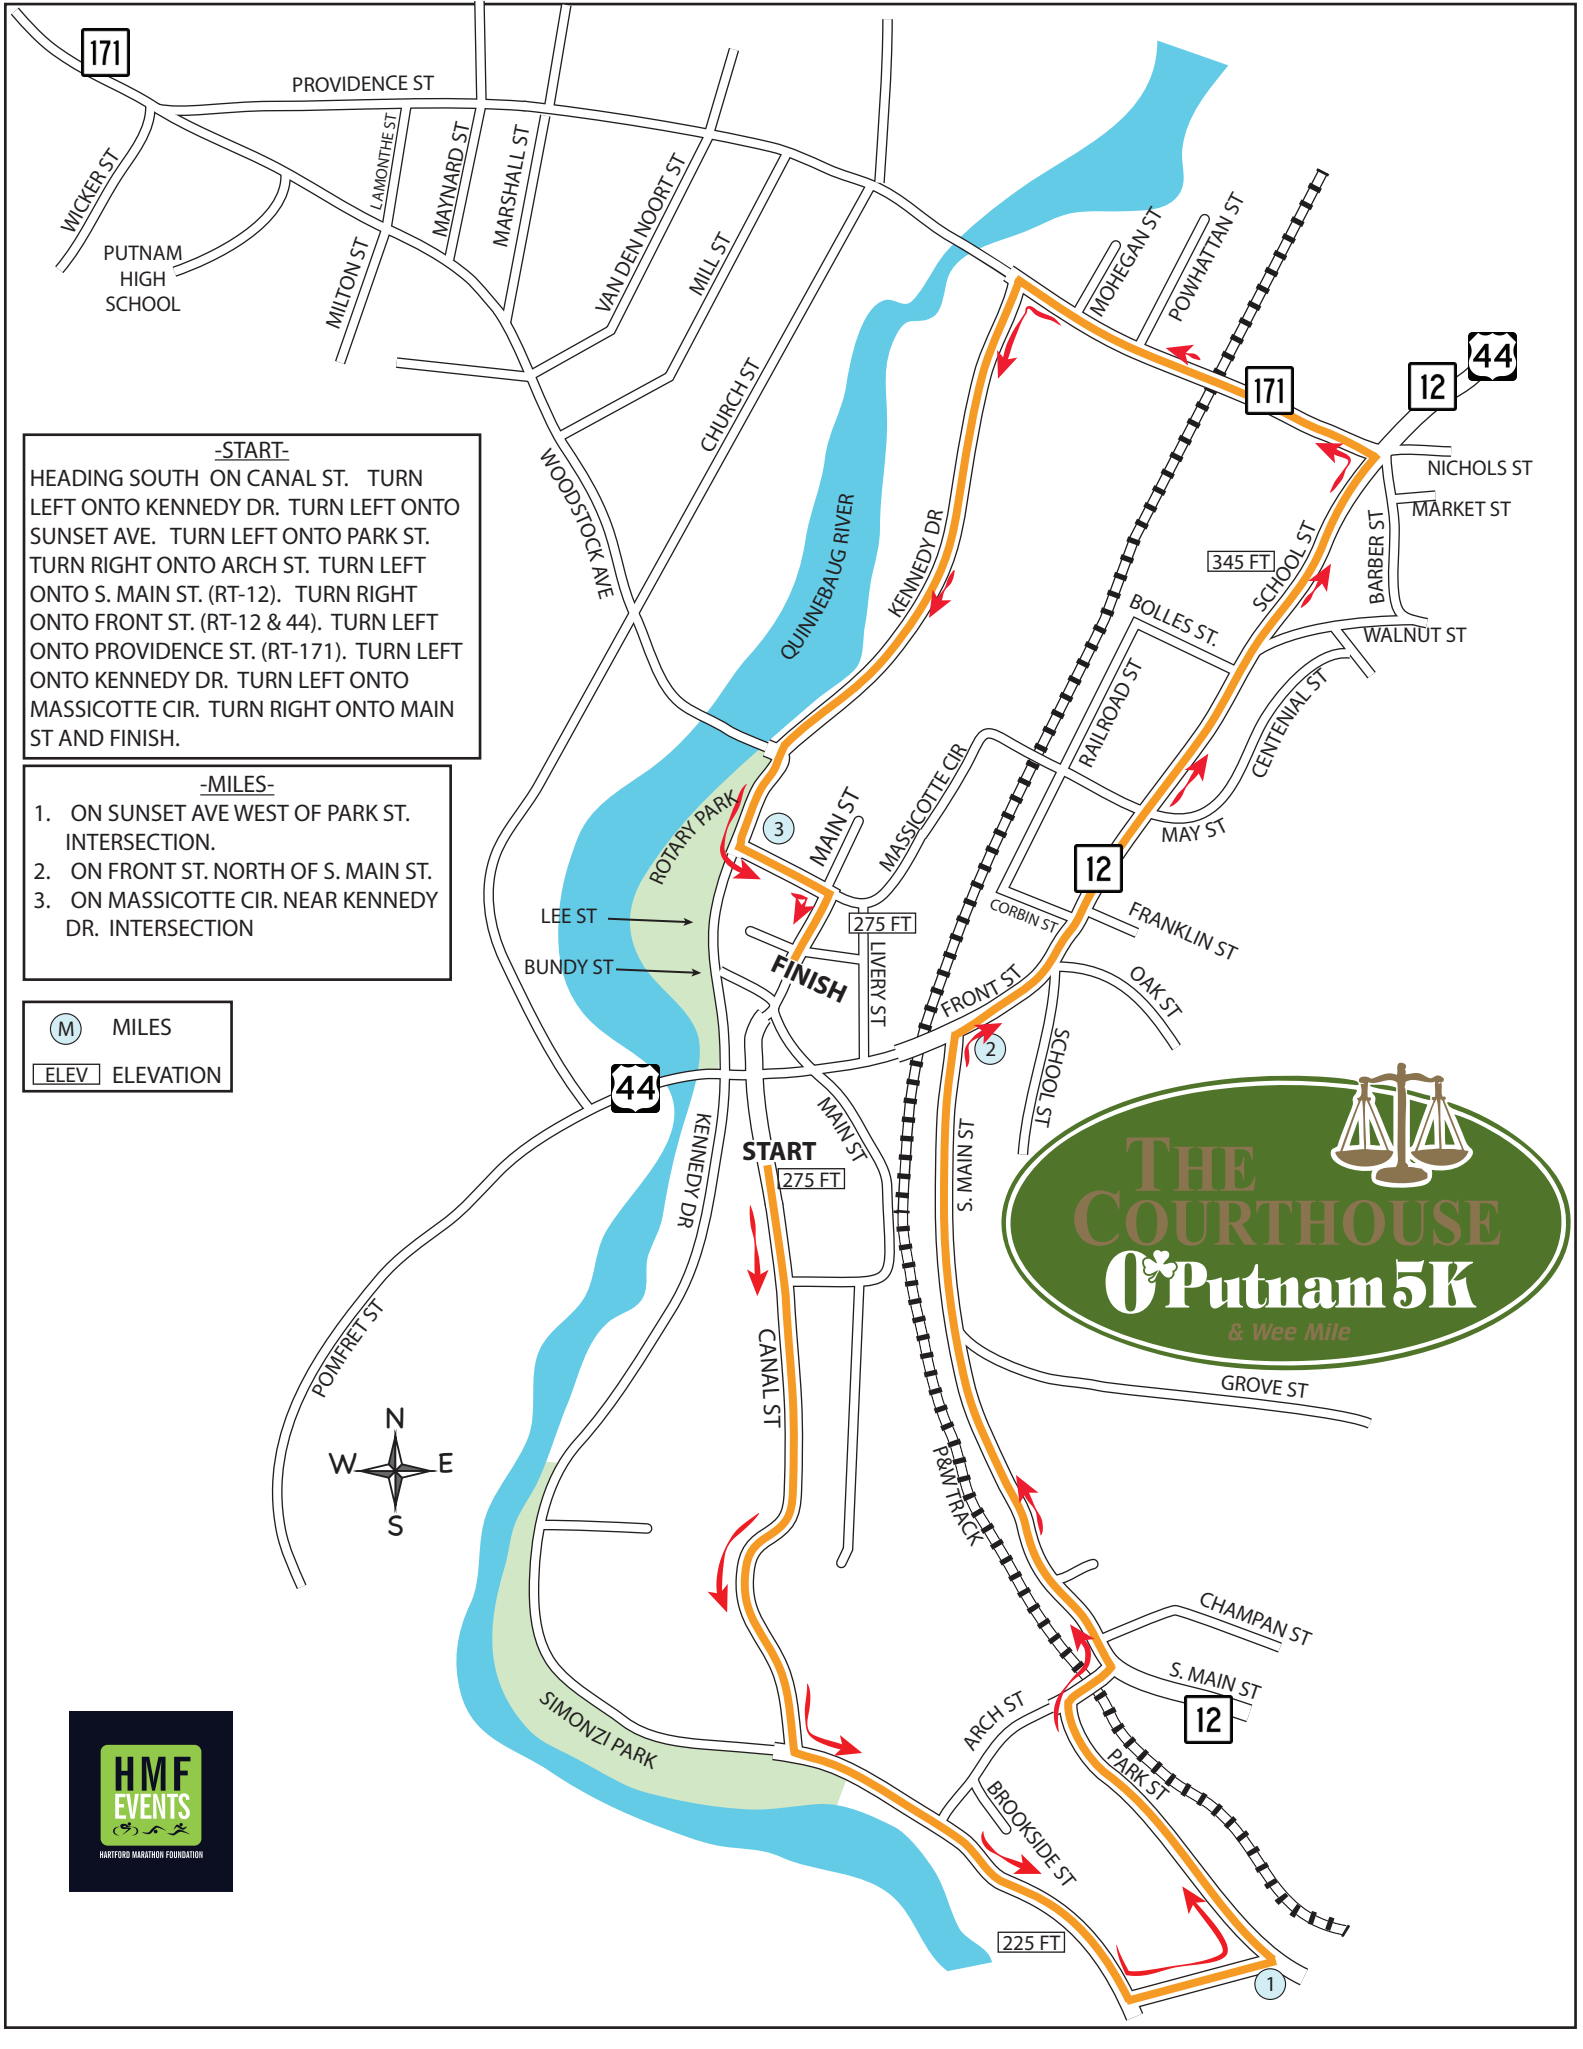 171
PROVIDENCE ST
WICKER ST
LAMONTHE ST
MAYNARD ST
MARSHALL ST
VAN DEN NOORT ST
MILL ST
MILTON ST
PUTNAM
HIGH
SCHOOL
MOHEGAN ST
POWHATTAN ST
44
12
171
NICHOLS ST
MARKET ST
CHURCH ST
WOODSTOCK AVE
QUINNEBAUG RIVER
KENNEDY DR
345 FT
SCHOOL ST
BARBER ST
WALNUT ST
BOLLES ST.
RAILROAD ST
CENTENIAL ST
-START-
HEADING SOUTH ON CANAL ST. TURN
LEFT ONTO KENNEDY DR. TURN LEFT ONTO
SUNSET AVE. TURN LEFT ONTO PARK ST.
TURN RIGHT ONTO ARCH ST. TURN LEFT
ONTO S. MAIN ST. (RT-12). TURN RIGHT
ONTO FRONT ST. (RT-12 & 44). TURN LEFT
ONTO PROVIDENCE ST. (RT-171). TURN LEFT
ONTO KENNEDY DR. TURN LEFT ONTO
MASSICOTTE CIR. TURN RIGHT ONTO MAIN
ST AND FINISH.
-MILES-
1. ON SUNSET AVE WEST OF PARK ST.
INTERSECTION.
2. ON FRONT ST. NORTH OF S. MAIN ST.
3. ON MASSICOTTE CIR. NEAR KENNEDY
DR. INTERSECTION
M MILES
ELEV ELEVATION
ROTARY PARK
3
MAIN ST
MASSICOTTE CIR
MAY ST
12
LEE ST
275 FT
CORBIN ST
FRANKLIN ST
BUNDY ST
FINISH
LIVERY ST
FRONT ST
OAK ST
2
SCHOOL ST
44
KENNEDY DR
MAIN ST
START
275 FT
S. MAIN ST
THE
COURTHOUSE
O'Putnam 5K
& Wee Mile
POMFRET ST
CANAL ST
GROVE ST
N
W E
S
P&W TRACK
CHAMPAN ST
S. MAIN ST
12
SIMONZI PARK
ARCH ST
PARK ST
BROOKSIDE ST
225 FT
1
HMF
EVENTS
HARTFORD MARATHON FOUNDATION